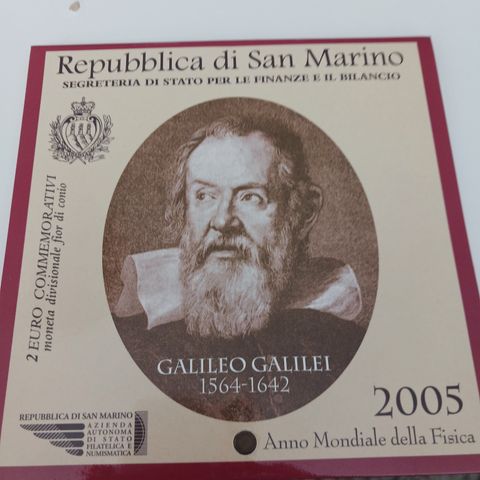 Repubblica di San Marino
SEGRETERIA DI STATO PER LE FINANZE E IL BILANCIO
2 EURO COMMEMORATIVI
moneta divisionale fior di conio
GALILEO GALILEI
1564-1642
2005
Anno Mondiale della Fisica
REPUBBLICA DI SAN MARINO
AZIENDA
AUTONOMA
DI STATO
FILATELICA E
NUMISMATICA